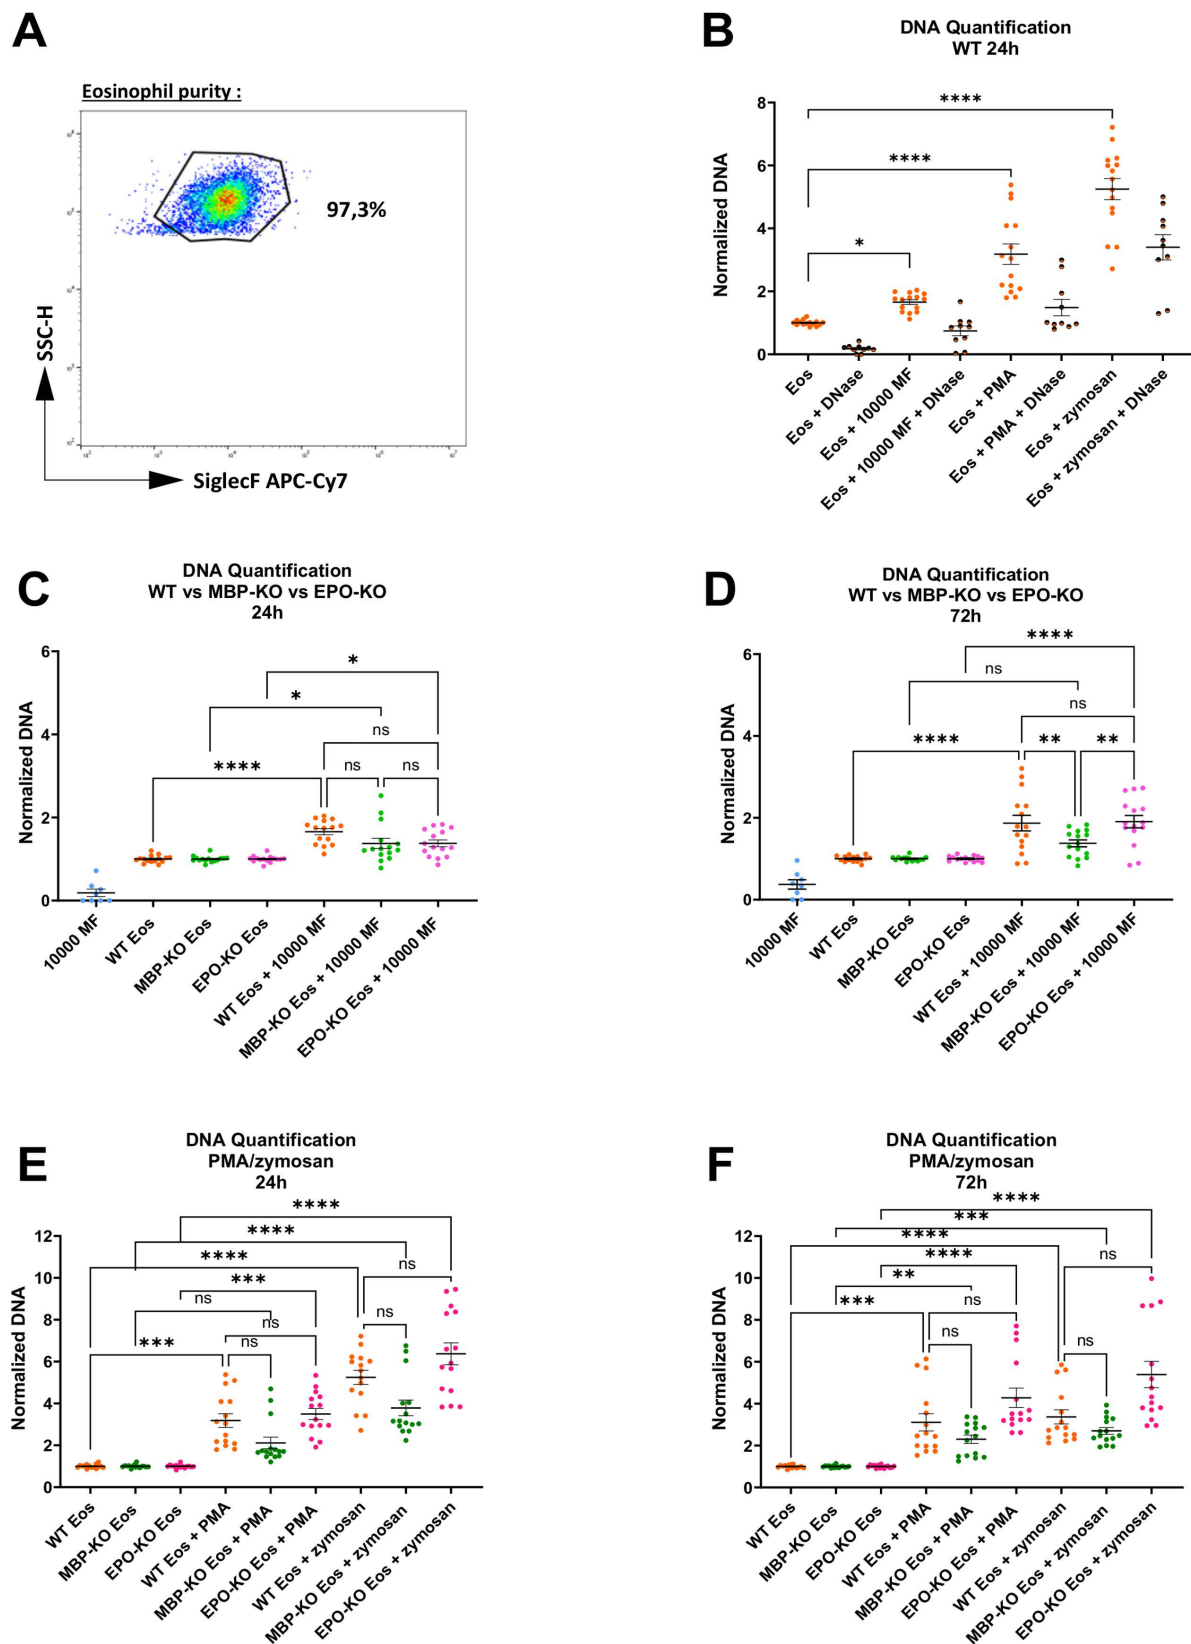 A
Eosinophil purity :
97,3%
SSC-H
SiglecF APC-Cy7
B
DNA Quantification
WT 24h
Normalized DNA
8
6
4
2
0
****
****
*
Eos
Eos + DNase
Eos + 10000 MF
Eos + 10000 MF + DNase
Eos + PMA
Eos + PMA + DNase
Eos + zymosan
Eos + zymosan + DNase
C
DNA Quantification
WT vs MBP-KO vs EPO-KO
24h
Normalized DNA
6
4
2
0
*
*
ns
****
ns
ns
10000 MF
WT Eos
MBP-KO Eos
EPO-KO Eos
WT Eos + 10000 MF
MBP-KO Eos + 10000 MF
EPO-KO Eos + 10000 MF
D
DNA Quantification
WT vs MBP-KO vs EPO-KO
72h
Normalized DNA
6
4
2
0
****
ns
ns
****
**
**
10000 MF
WT Eos
MBP-KO Eos
EPO-KO Eos
WT Eos + 10000 MF
MBP-KO Eos + 10000 MF
EPO-KO Eos + 10000 MF
E
DNA Quantification
PMA/zymosan
24h
Normalized DNA
12
10
8
6
4
2
0
****
****
****
ns
***
ns
ns
***
ns
WT Eos
MBP-KO Eos
EPO-KO Eos
WT Eos + PMA
MBP-KO Eos + PMA
EPO-KO Eos + PMA
WT Eos + zymosan
MBP-KO Eos + zymosan
EPO-KO Eos + zymosan
F
DNA Quantification
PMA/zymosan
72h
Normalized DNA
12
10
8
6
4
2
0
****
***
****
ns
****
**
***
ns
ns
ns
WT Eos
MBP-KO Eos
EPO-KO Eos
WT Eos + PMA
MBP-KO Eos + PMA
EPO-KO Eos + PMA
WT Eos + zymosan
MBP-KO Eos + zymosan
EPO-KO Eos + zymosan